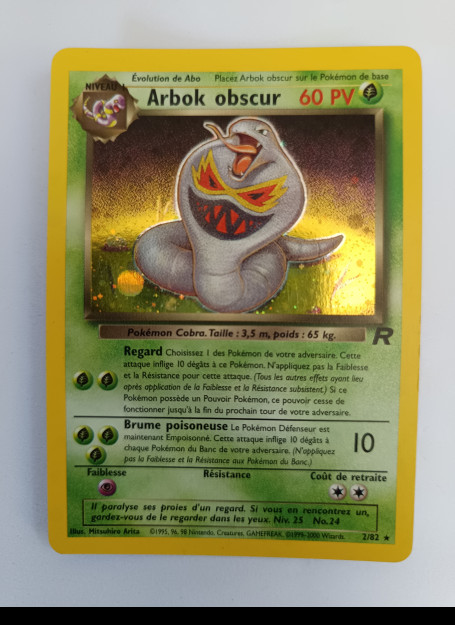 Évolution de Abo Placez Arbok obscur sur le Pokémon de base
NIVEAU 1
Arbok obscur 60 PV
Pokémon Cobra. Taille : 3,5 m, poids : 65 kg.
R
Regard Choisissez 1 des Pokémon de votre adversaire. Cette
attaque inflige 10 dégâts à ce Pokémon. N'appliquez pas la Faiblesse
et la Résistance pour cette attaque. (Tous les autres effets ayant lieu
après application de la Faiblesse et la Résistance subsistent.) Si ce
Pokémon possède un Pouvoir Pokémon, ce pouvoir cesse de
fonctionner jusqu'à la fin du prochain tour de votre adversaire.
Brume poisoneuse Le Pokémon Défenseur est
maintenant Empoisonné. Cette attaque inflige 10 dégâts à
chaque Pokémon du Banc de votre adversaire. (N'appliquez
pas la Faiblesse et la Résistance aux Pokémon du Banc.)
10
Faiblesse Résistance Coût de retraite
Il paralyse ses proies d'un regard. Si vous en rencontrez un,
gardez-vous de le regarder dans les yeux. Niv. 25 No.24
Illus. Mitsuhiro Arita ©1995, 96, 98 Nintendo, Creatures, GAMEFREAK. ©1999-2000 Wizards. 2/82 ★